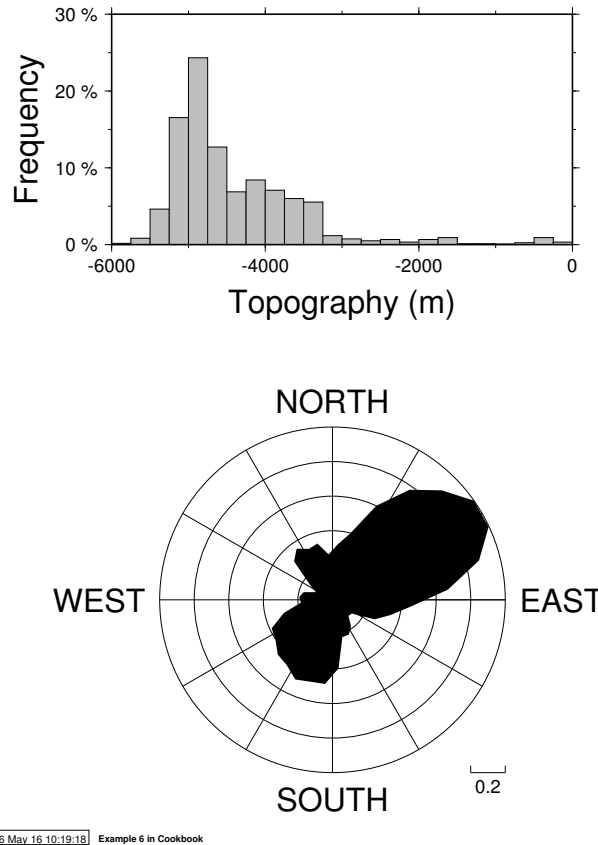 30 %
20 %
10 %
0 %
Frequency
-6000 -4000 -2000 0
Topography (m)
NORTH
WEST EAST
SOUTH
0.2
6 May 16 10:19:18 Example 6 in Cookbook